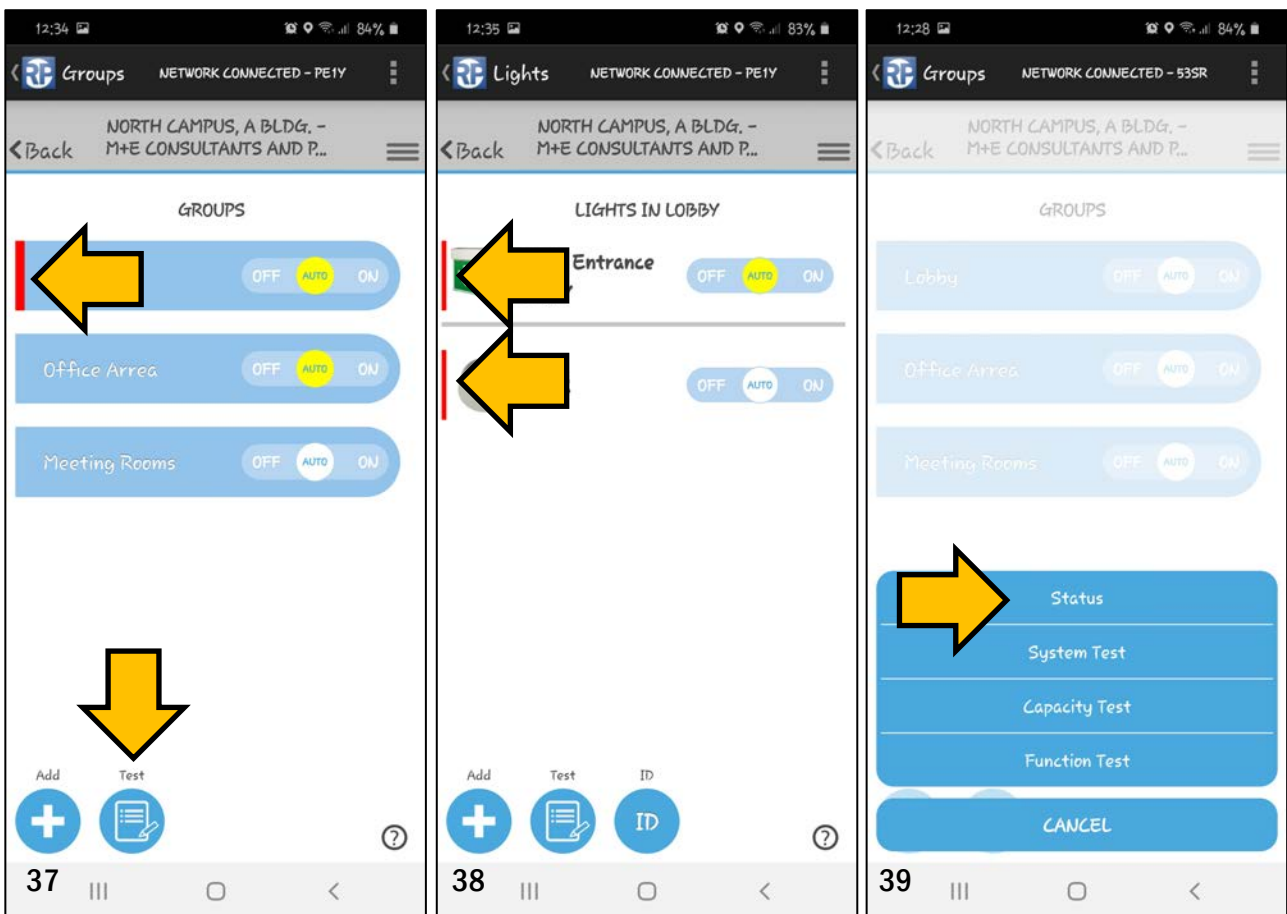 12:34 84%
RP Groups NETWORK CONNECTED - PE1Y
Back
NORTH CAMPUS, A BLDG. -
M+E CONSULTANTS AND P...
GROUPS
OFF AUTO ON
Office Arrea OFF AUTO ON
Meeting Rooms OFF AUTO ON
Add Test
?
37
12:35 83%
RP Lights NETWORK CONNECTED - PE1Y
Back
NORTH CAMPUS, A BLDG. -
M+E CONSULTANTS AND P...
LIGHTS IN LOBBY
Entrance OFF AUTO ON
OFF AUTO ON
Add Test ID
ID
?
38
12:28 84%
RP Groups NETWORK CONNECTED - 53SR
Back
NORTH CAMPUS, A BLDG. -
M+E CONSULTANTS AND P...
GROUPS
Lobby OFF AUTO ON
Office Arrea OFF AUTO ON
Meeting Rooms OFF AUTO ON
Status
System Test
Capacity Test
Function Test
CANCEL
39